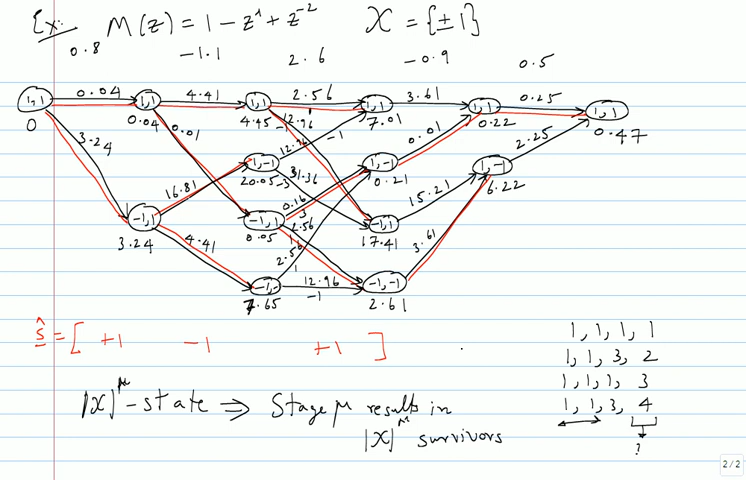 Ex: M(z) = 1 - z⁻¹ + z⁻² X = {±1}
0.8 -1.1 2.6 -0.9 0.5
1,1 0.04 1,1 4.41 1,1 2.56 1,1 3.61 1,1 0.25 1,1
0 0.04 0.01 4.45 12.96 -1 7.01 0.22 0.47
3.24 12.96 -1 0.01 2.25
16.81 1,-1 31.36 -1,-1 1,-1
20.05 -3 0.16 0.21 6.22
-1,1 -1,1 3 2.56 -1,1 15.21
3.24 4.41 0.05 1 17.41 3.61
2.56 1
-1,- 12.96 -1,-1
7.65 -1 2.61
ŝ = [ +1 -1 +1 ]
1, 1, 1, 1
1, 1, 3, 2
1, 1, 1, 3
1, 1, 3, 4
?
|X|^μ - state ⇒ Stage μ results in
|X|^μ survivors
2/2